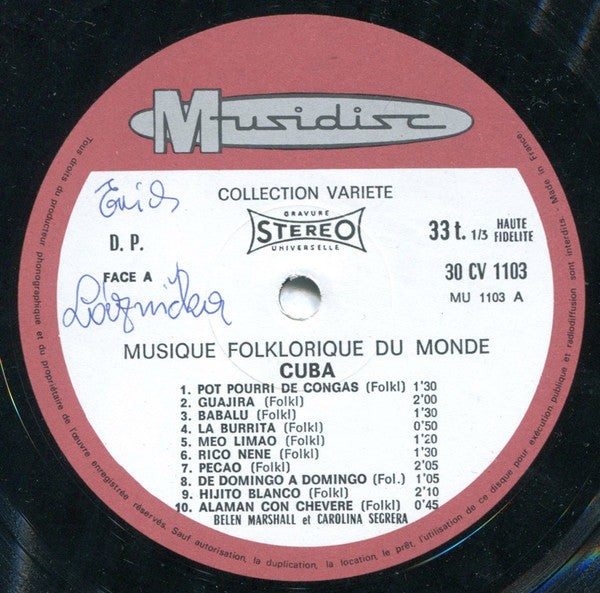 Musidisc
COLLECTION VARIETE
GRAVURE
STEREO
UNIVERSELLE
33 t. 1/3 HAUTE FIDELITE
D. P.
FACE A
30 CV 1103
MU 1103 A
MUSIQUE FOLKLORIQUE DU MONDE
CUBA
1. POT POURRI DE CONGAS (Folkl) 1'30
2. GUAJIRA (Folkl) 2'00
3. BABALU (Folkl) 1'30
4. LA BURRITA (Folkl) 0'50
5. MEO LIMAO (Folkl) 1'20
6. RICO NENE (Folkl) 1'30
7. PECAO (Folkl) 2'05
8. DE DOMINGO A DOMINGO (Fol.) 1'05
9. HIJITO BLANCO (Folkl) 2'10
10. ALAMAN CON CHEVERE (Folkl) 0'45
BELEN MARSHALL et CAROLINA SEGRERA
Tous droits du producteur phonographique et du propriétaire de l'œuvre enregistrée réservés. Sauf autorisation, la duplication, la location, le prêt, l'utilisation de ce disque pour exécution publique et radiodiffusion sont interdits - Made in France